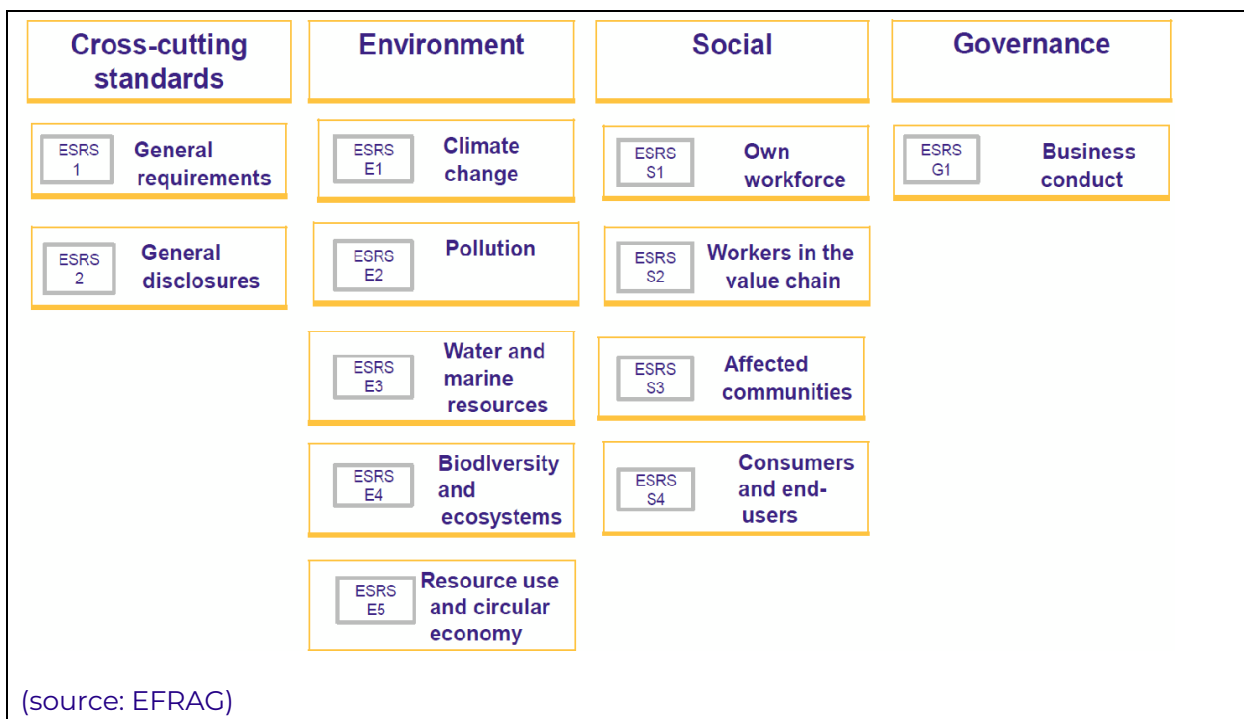 Cross-cutting
standards
Environment
Social
Governance
ESRS
1
General
requirements
ESRS
E1
Climate
change
ESRS
S1
Own
workforce
ESRS
G1
Business
conduct
ESRS
2
General
disclosures
ESRS
E2
Pollution
ESRS
S2
Workers in the
value chain
ESRS
E3
Water and
marine
resources
ESRS
S3
Affected
communities
ESRS
E4
Biodlversity
and
ecosystems
ESRS
S4
Consumers
and end-
users
ESRS
E5
Resource use
and circular
economy
(source: EFRAG)